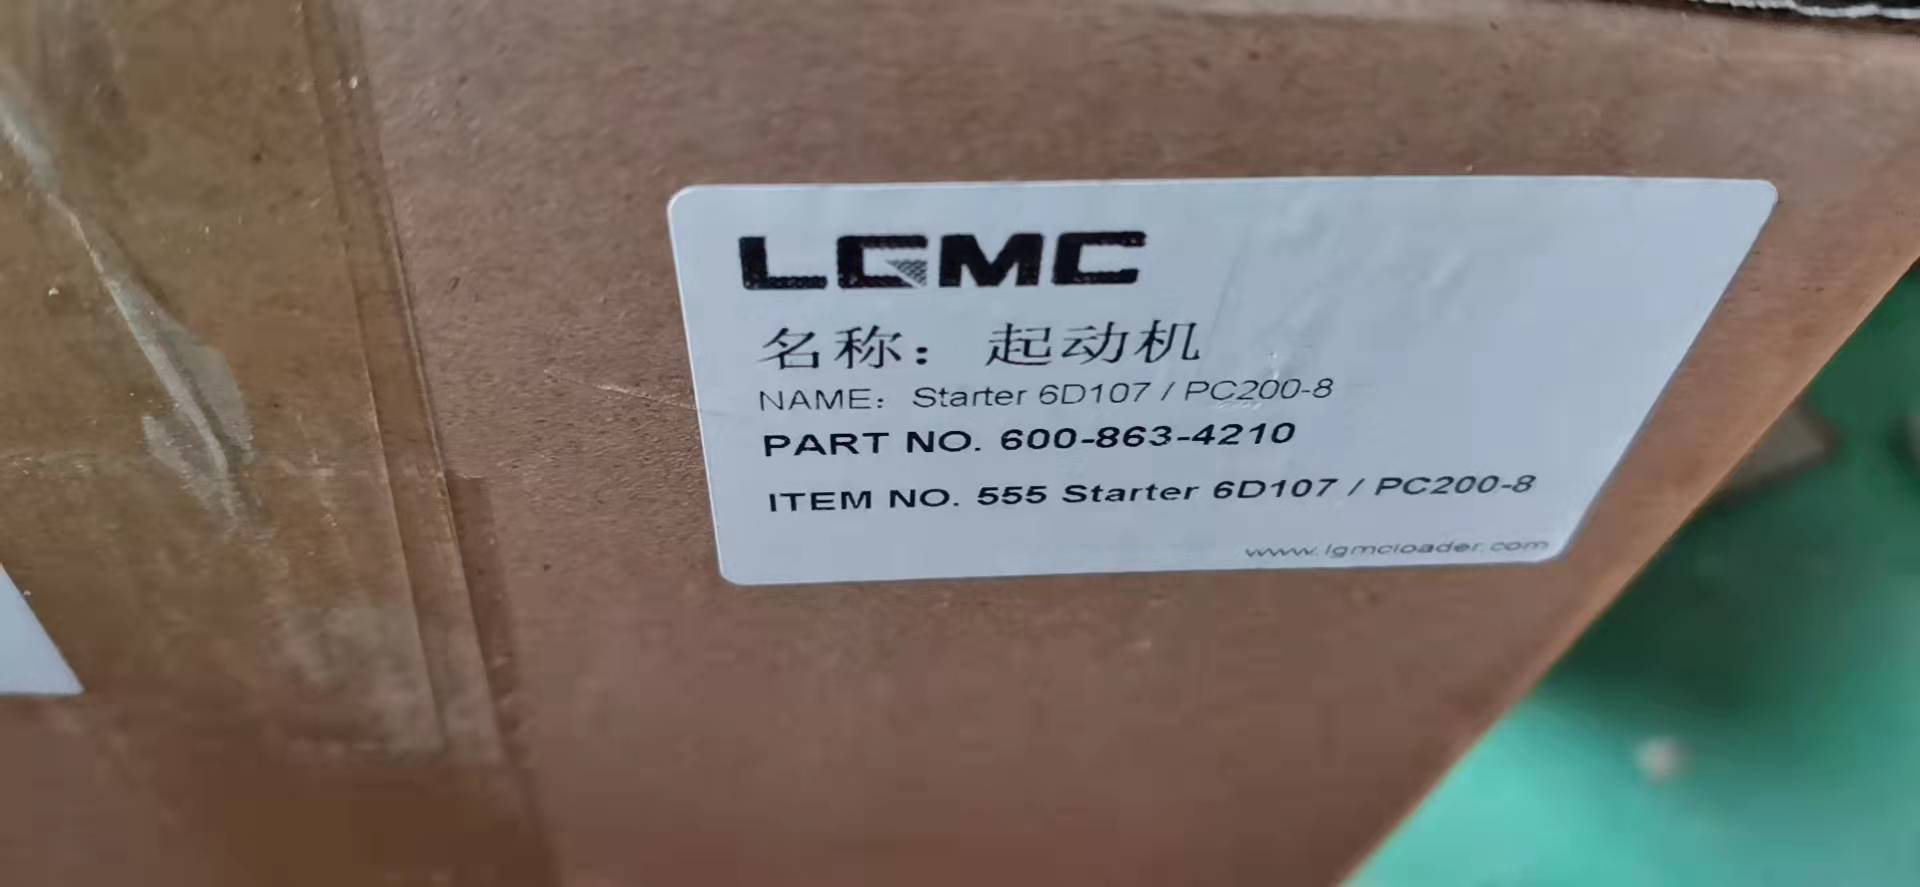 LGMC
名称： 起动机
NAME： Starter 6D107 / PC200-8
PART NO. 600-863-4210
ITEM NO. 555 Starter 6D107 / PC200-8
www.lgmcloader.com